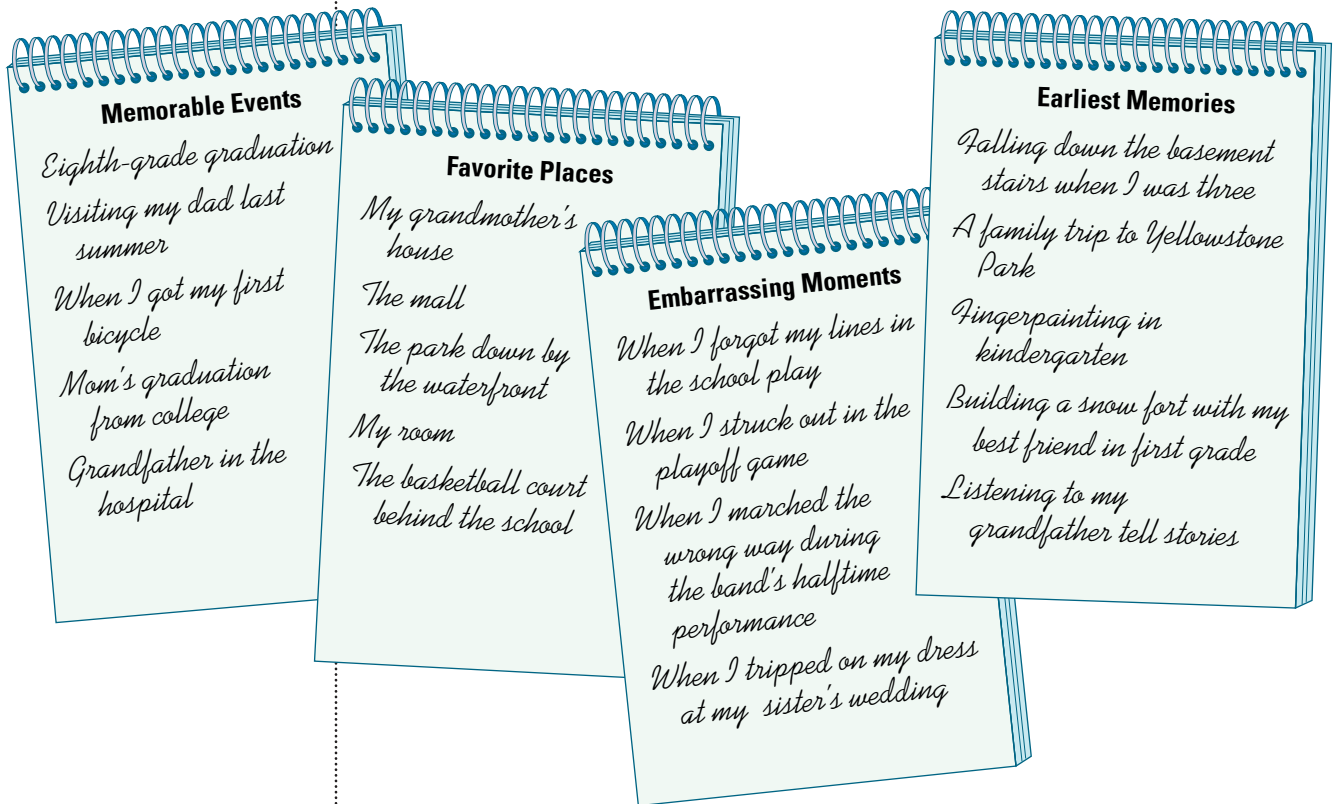 Memorable Events
Eighth-grade graduation
Visiting my dad last
summer
When I got my first
bicycle
Mom's graduation
from college
Grandfather in the
hospital
Favorite Places
My grandmother's
house
The mall
The park down by
the waterfront
My room
The basketball court
behind the school
Embarrassing Moments
When I forgot my lines in
the school play
When I struck out in the
playoff game
When I marched the
wrong way during
the band's halftime
performance
When I tripped on my dress
at my sister's wedding
Earliest Memories
Falling down the basement
stairs when I was three
A family trip to Yellowstone
Park
Fingerpainting in
kindergarten
Building a snow fort with my
best friend in first grade
Listening to my
grandfather tell stories